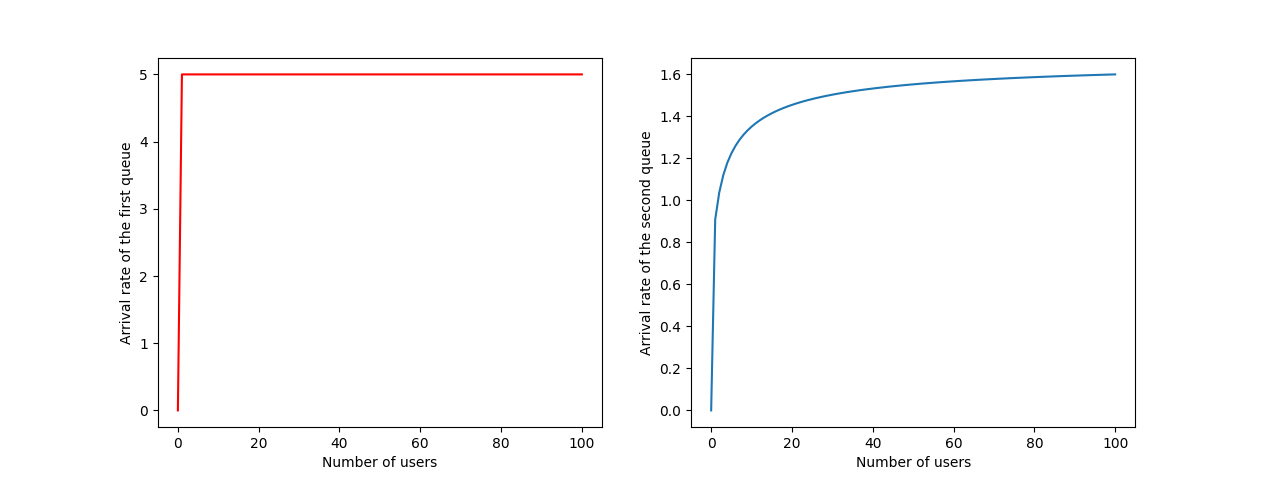 5
4
3
2
1
0
Arrival rate of the first queue
0 20 40 60 80 100
Number of users
1.6
1.4
1.2
1.0
0.8
0.6
0.4
0.2
0.0
Arrival rate of the second queue
0 20 40 60 80 100
Number of users